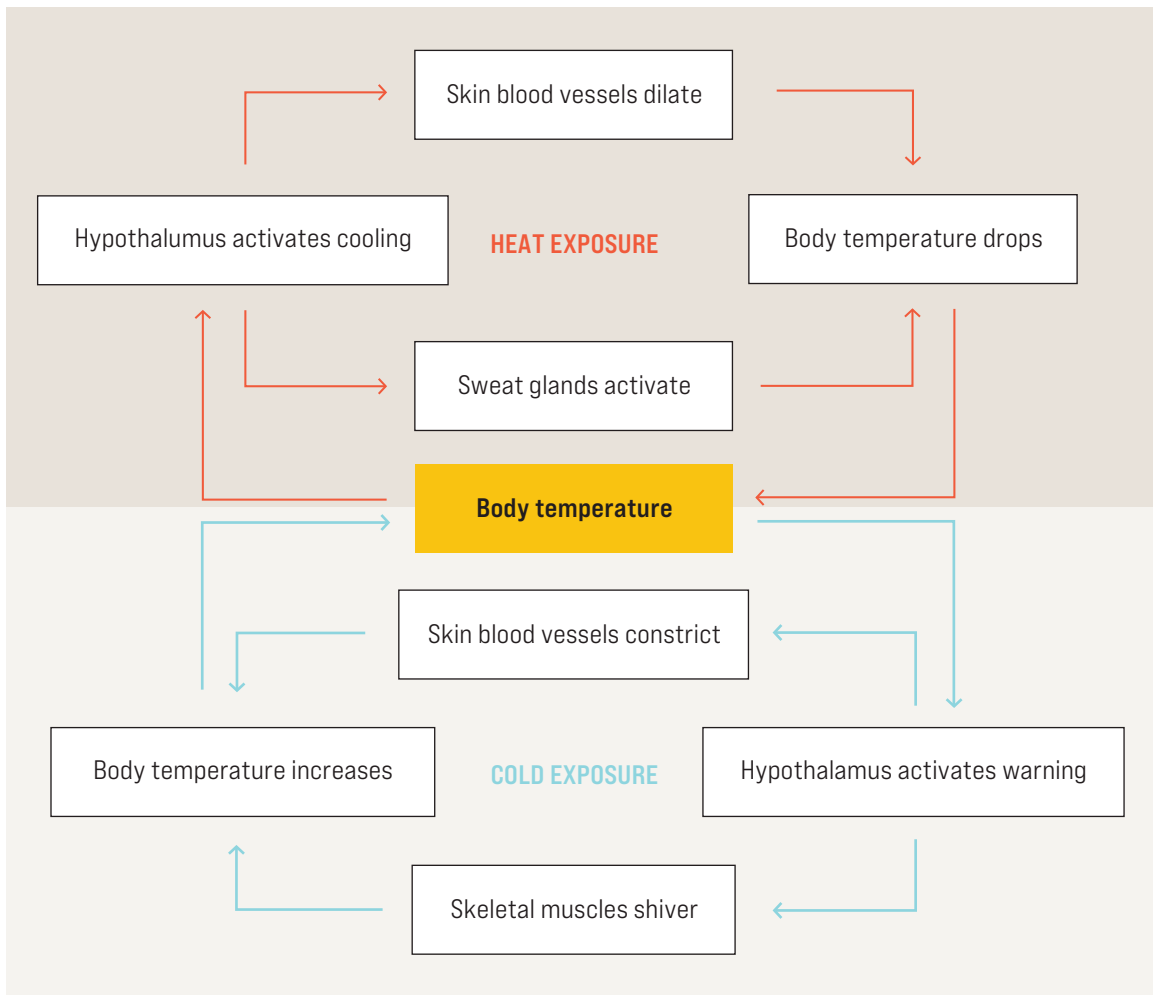 Skin blood vessels dilate
Hypothalumus activates cooling
HEAT EXPOSURE
Body temperature drops
Sweat glands activate
Body temperature
Skin blood vessels constrict
Body temperature increases
COLD EXPOSURE
Hypothalamus activates warning
Skeletal muscles shiver